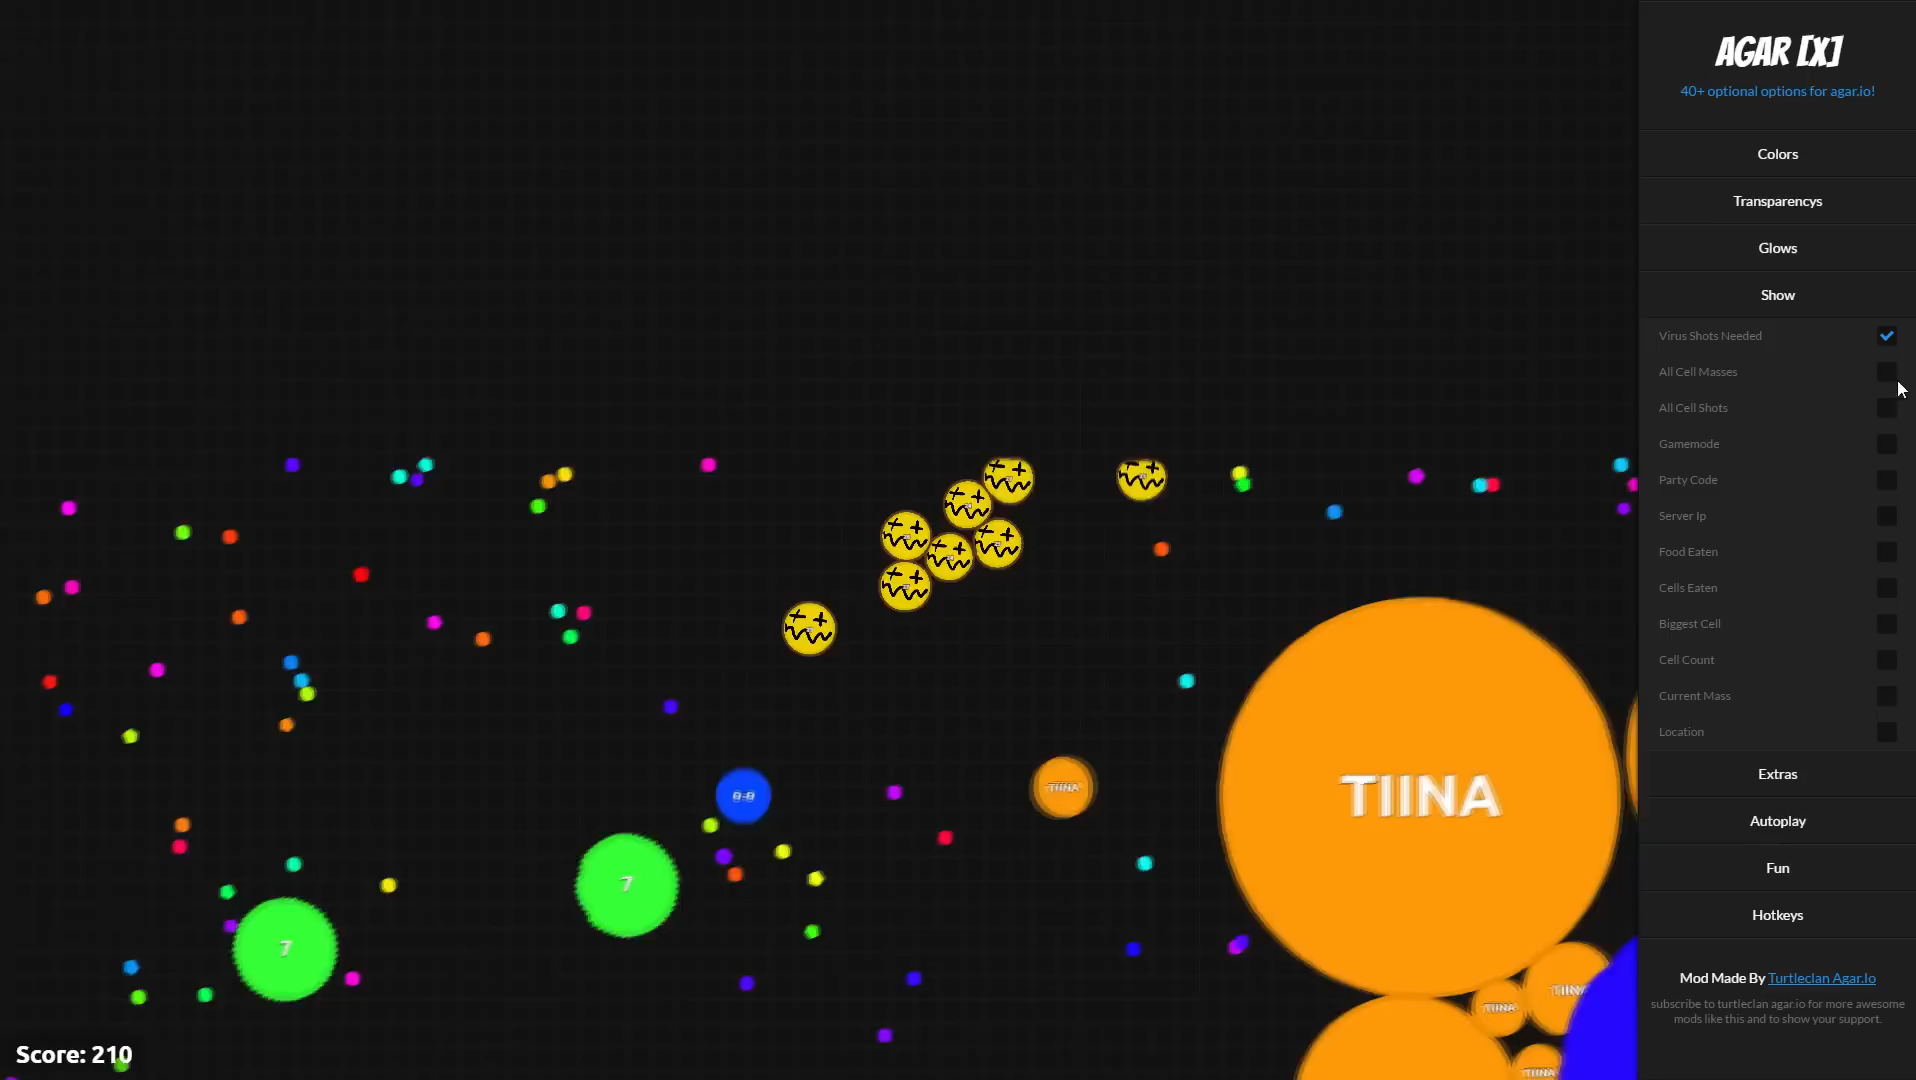 AGAR [X]
40+ optional options for agar.io!
Colors
Transparencys
Glows
Show
Virus Shots Needed
All Cell Masses
All Cell Shots
Gamemode
Party Code
Server Ip
Food Eaten
Cells Eaten
Biggest Cell
Cell Count
Current Mass
Location
Extras
Autoplay
Fun
Hotkeys
Mod Made By Turtleclan Agar.Io
subscribe to turtleclan agar.io for more awesome
mods like this and to show your support.
TIINA
TIINA
7
7
TIINA
TIINA
TIINA
Score: 210